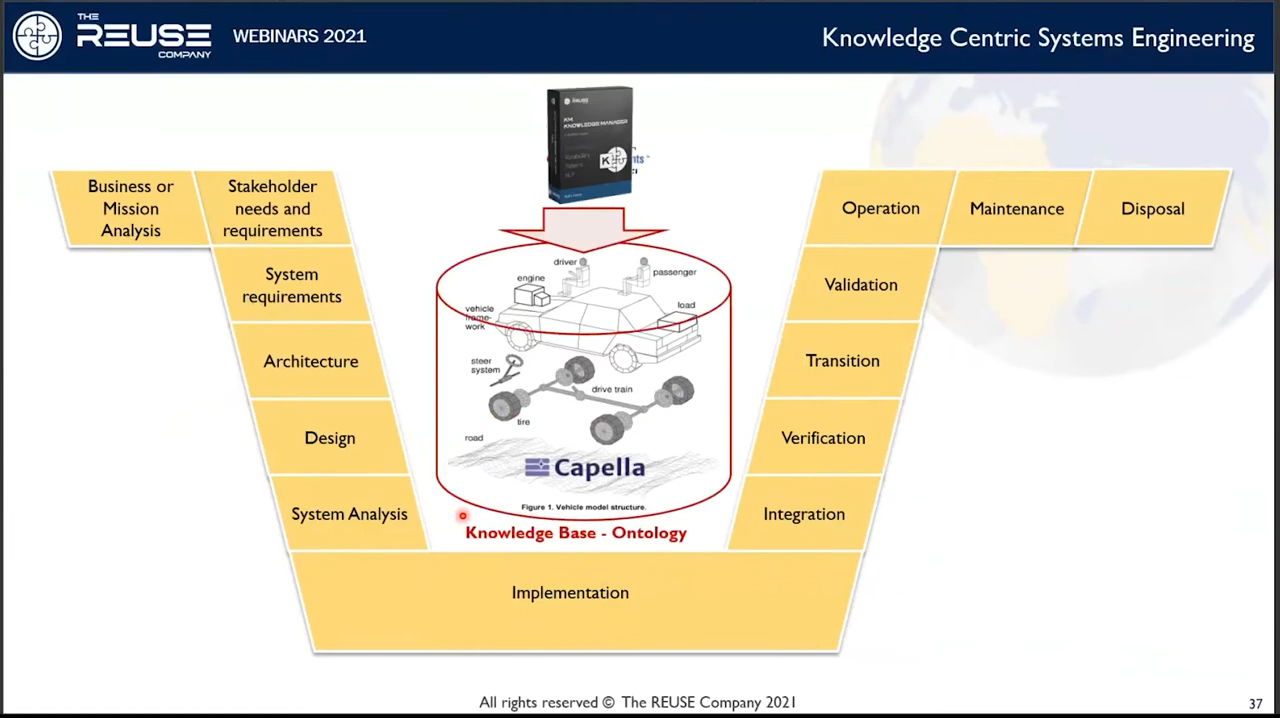 THE
REUSE
COMPANY
WEBINARS 2021
Knowledge Centric Systems Engineering
KM
KNOWLEDGE MANAGER
Business or
Mission
Analysis
Stakeholder
needs and
requirements
System
requirements
Architecture
Design
System Analysis
Implementation
driver
passenger
engine
load
vehicle
frame-
work
steer
system
drive train
tire
road
Capella
Figure 1. Vehicle model structure.
Knowledge Base - Ontology
Operation
Maintenance
Disposal
Validation
Transition
Verification
Integration
All rights reserved © The REUSE Company 2021
37